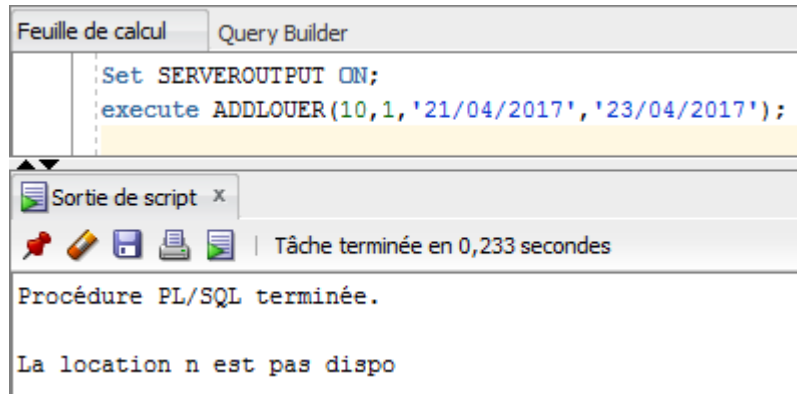 Feuille de calcul Query Builder
Set SERVEROUTPUT ON;
execute ADDLOUER(10,1,'21/04/2017','23/04/2017');
Sortie de script x
Tâche terminée en 0,233 secondes
Procédure PL/SQL terminée.
La location n est pas dispo